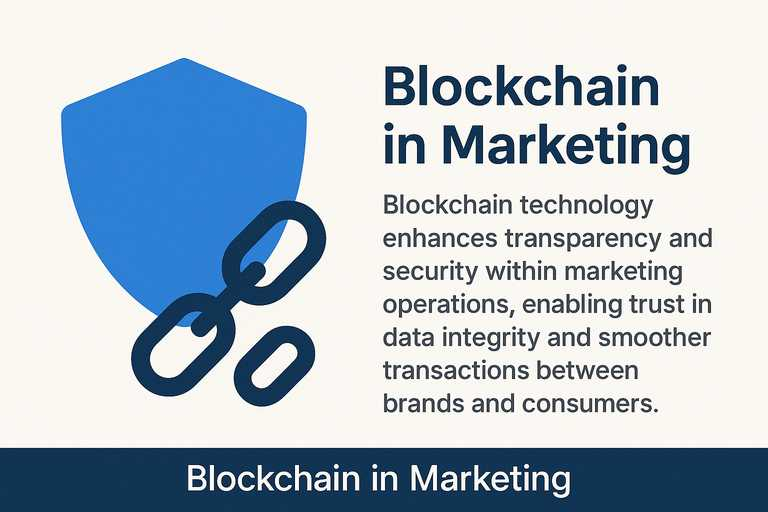 Blockchain
in Marketing
Blockchain technology
enhances transparency and
security within marketing
operations, enabling trust in
data integrity and smoother
transactions between
brands and consumers.
Blockchain in Marketing